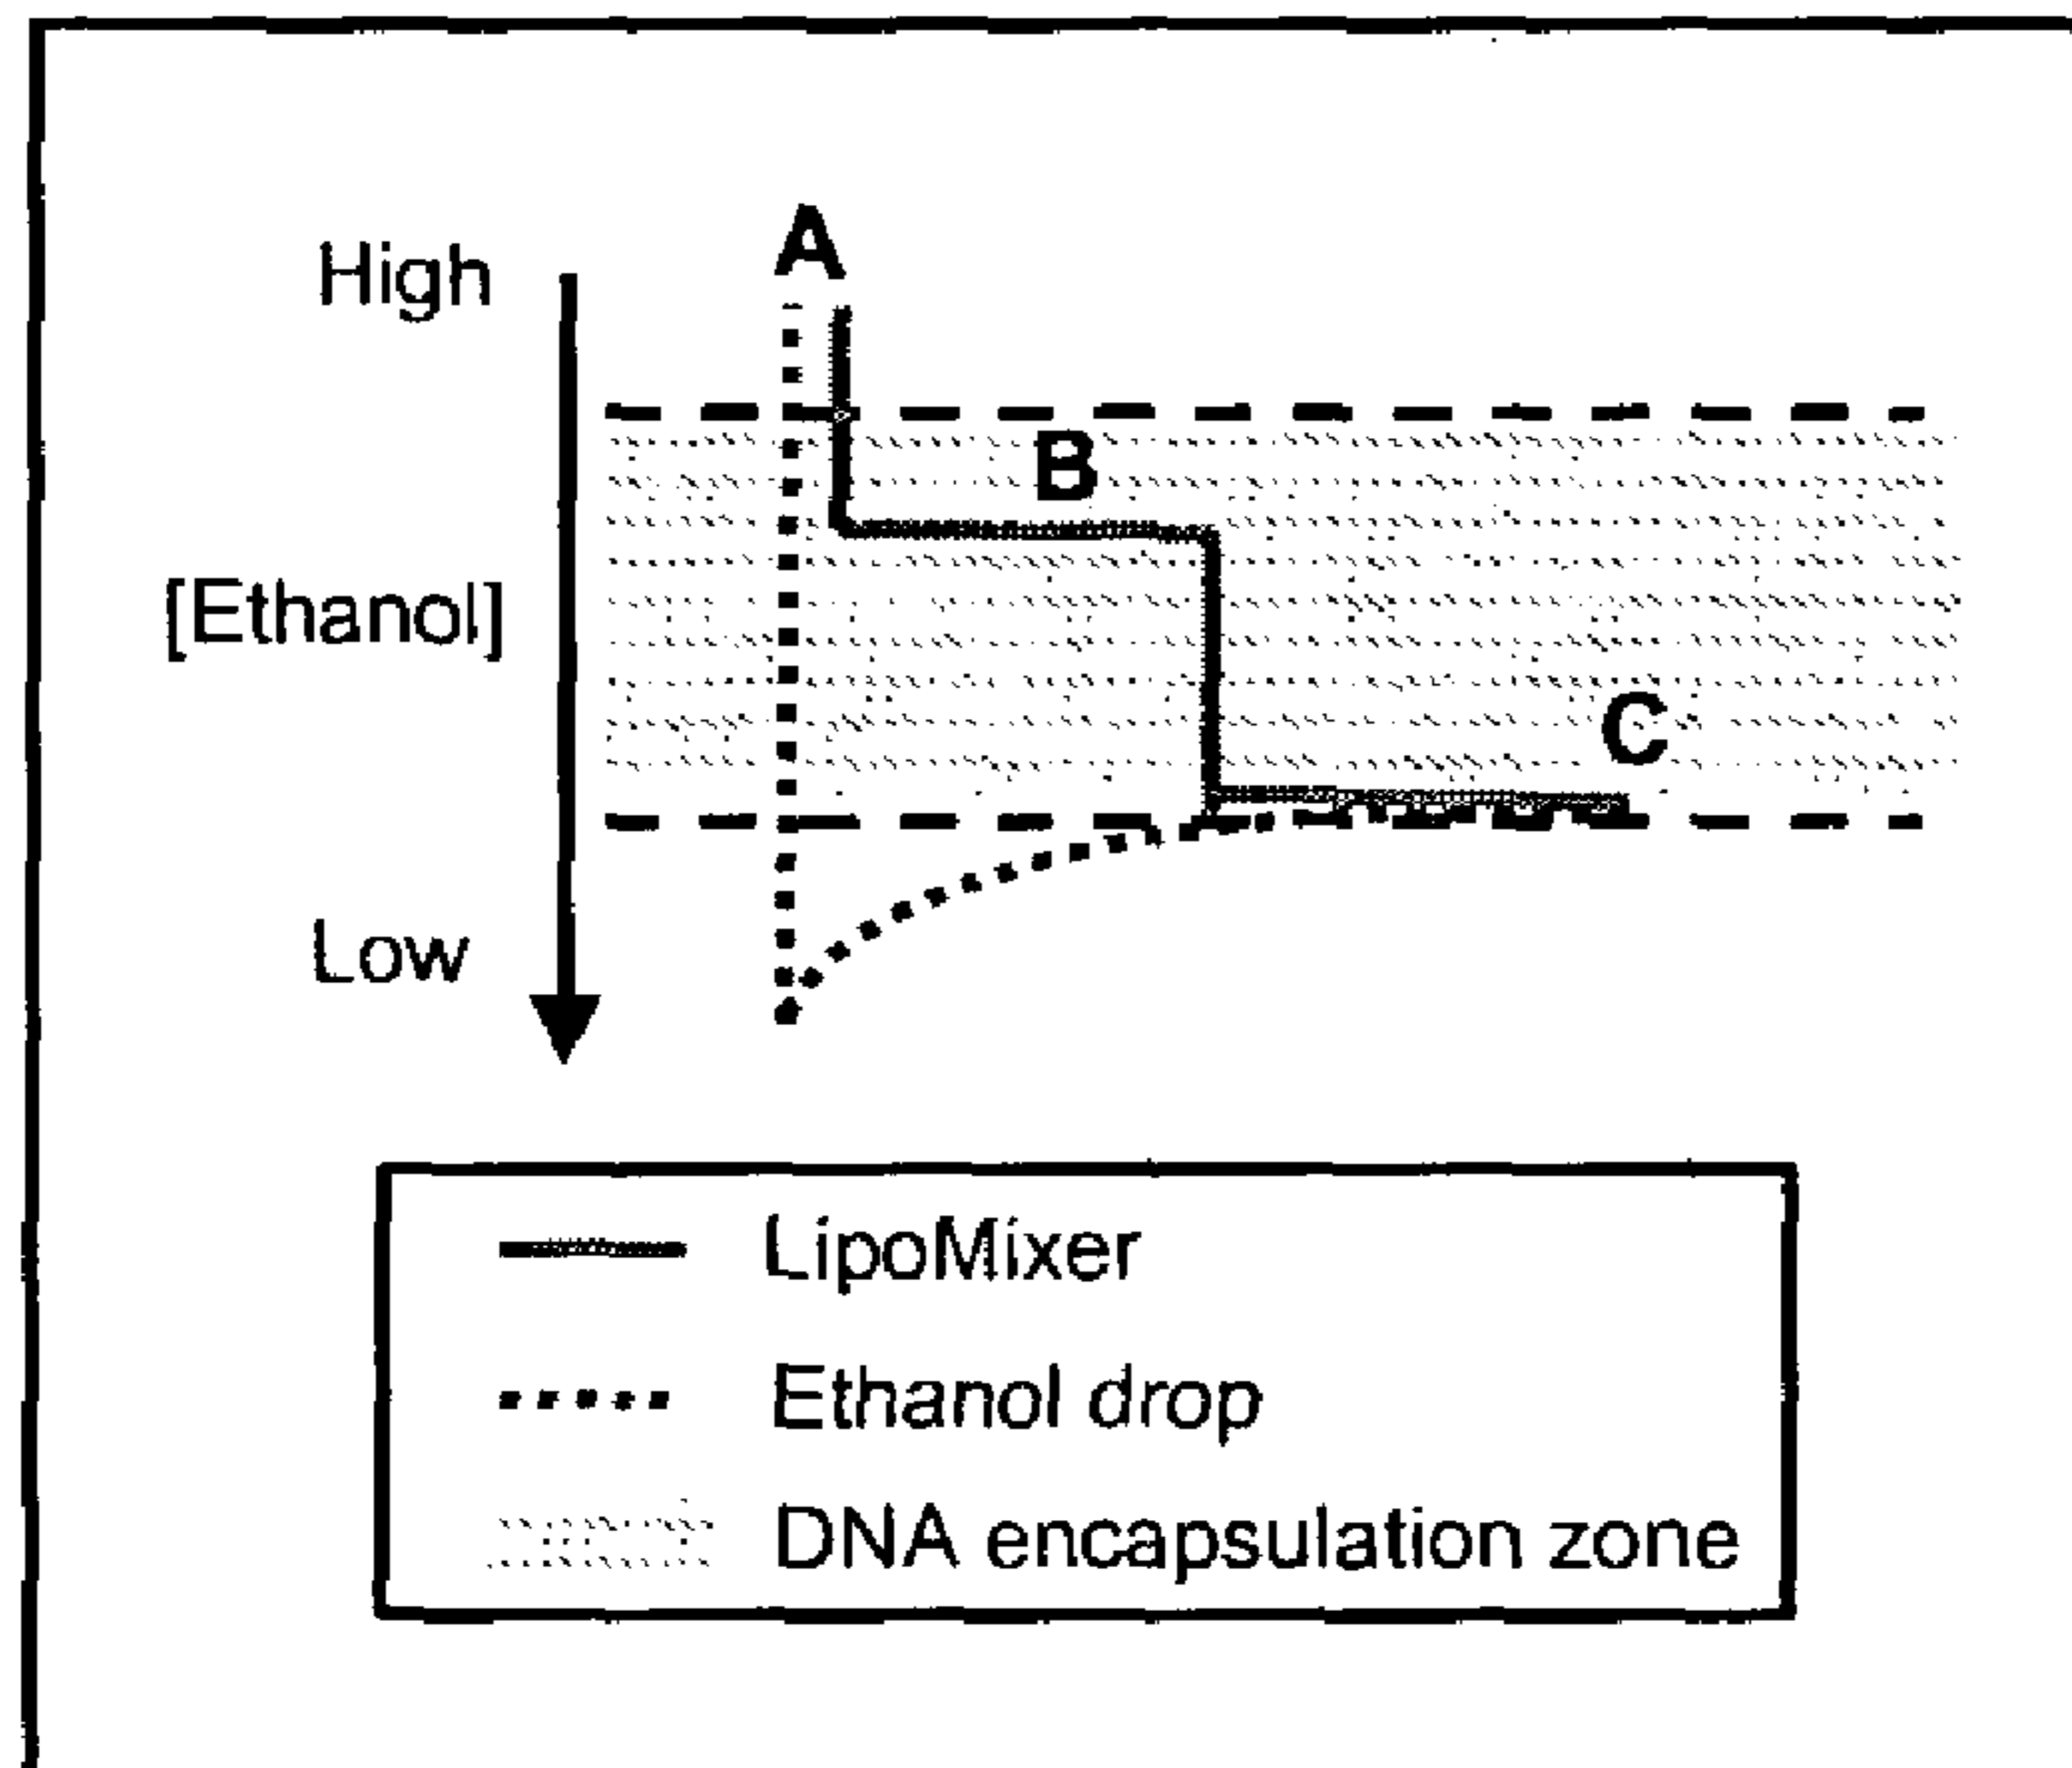 A
High
B
[Ethanol]
C
Low
LipoMixer
Ethanol drop
DNA encapsulation zone